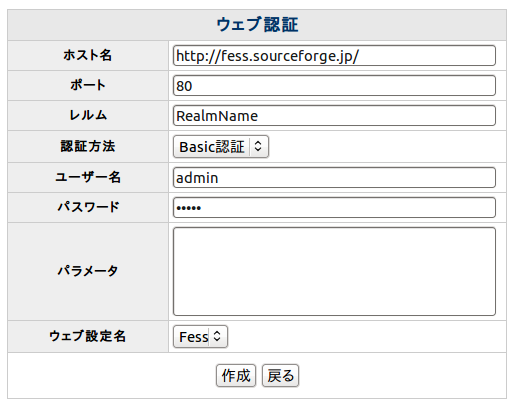 ウェブ認証
ホスト名 http://fess.sourceforge.jp/
ポート 80
レルム RealmName
認証方法 Basic認証
ユーザー名 admin
パスワード •••••
パラメータ
ウェブ設定名 Fess
作成 戻る